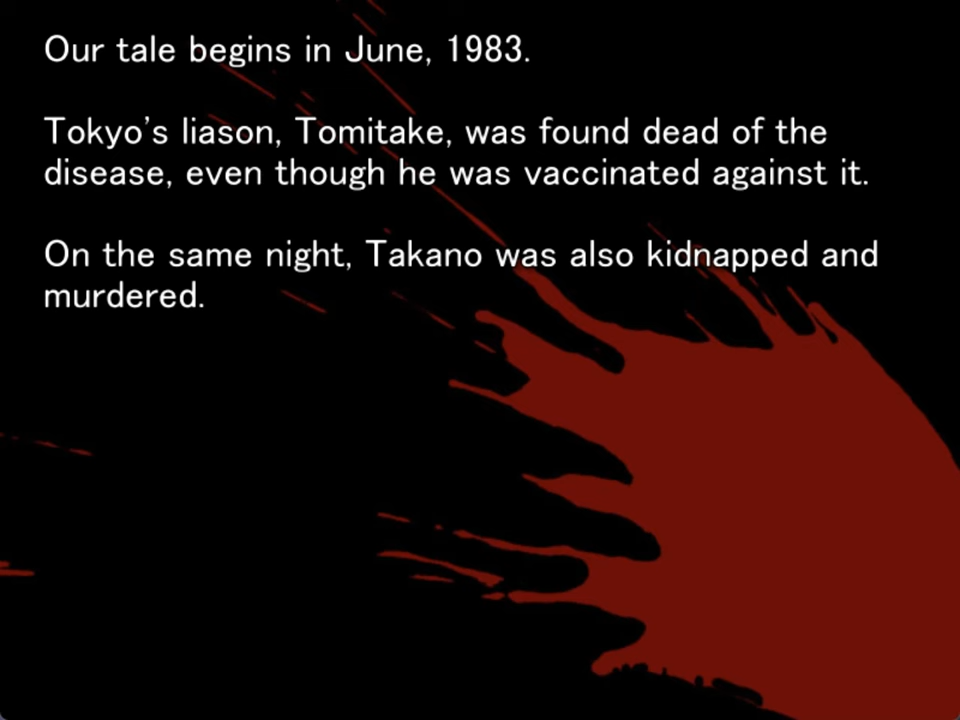 Our tale begins in June, 1983.
Tokyo's liason, Tomitake, was found dead of the
disease, even though he was vaccinated against it.
On the same night, Takano was also kidnapped and
murdered.